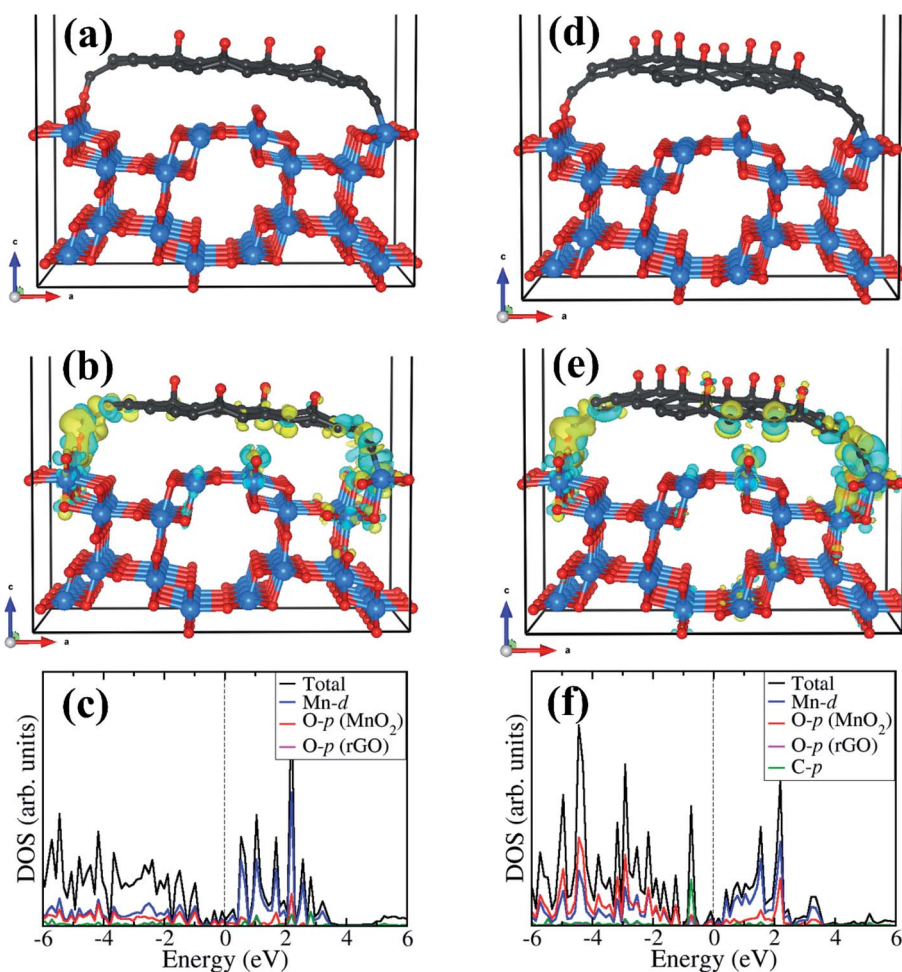 (a)
(d)
c
a
c
a
(b)
(e)
c
a
c
a
(c)
Total
Mn-d
O-p (MnO₂)
O-p (rGO)
DOS (arb. units)
-6 -4 -2 0 2 4 6
Energy (eV)
(f)
Total
Mn-d
O-p (MnO₂)
O-p (rGO)
C-p
DOS (arb. units)
-6 -4 -2 0 2 4 6
Energy (eV)